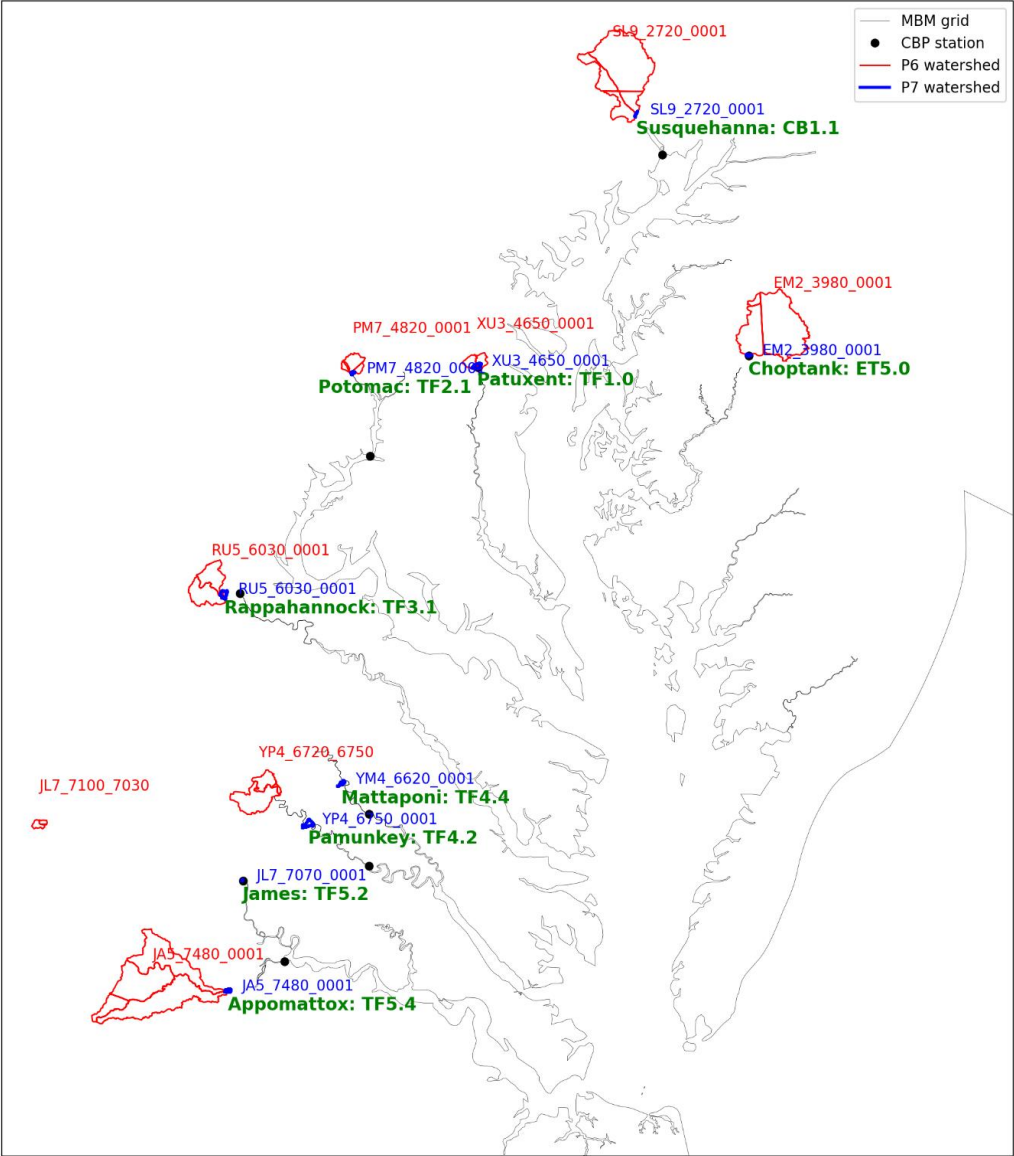 MBM grid
CBP station
P6 watershed
P7 watershed
SL9_2720_0001
SL9_2720_0001
Susquehanna: CB1.1
EM2_3980_0001
EM2_3980_0001
Choptank: ET5.0
PM7_4820_0001
XU3_4650_0001
PM7_4820_0001
XU3_4650_0001
Potomac: TF2.1
Patuxent: TF1.0
RU5_6030_0001
RU5_6030_0001
Rappahannock: TF3.1
YP4_6720_6750
JL7_7100_7030
YM4_6620_0001
Mattaponi: TF4.4
YP4_6750_0001
Pamunkey: TF4.2
JL7_7070_0001
James: TF5.2
JA5_7480_0001
JA5_7480_0001
Appomattox: TF5.4